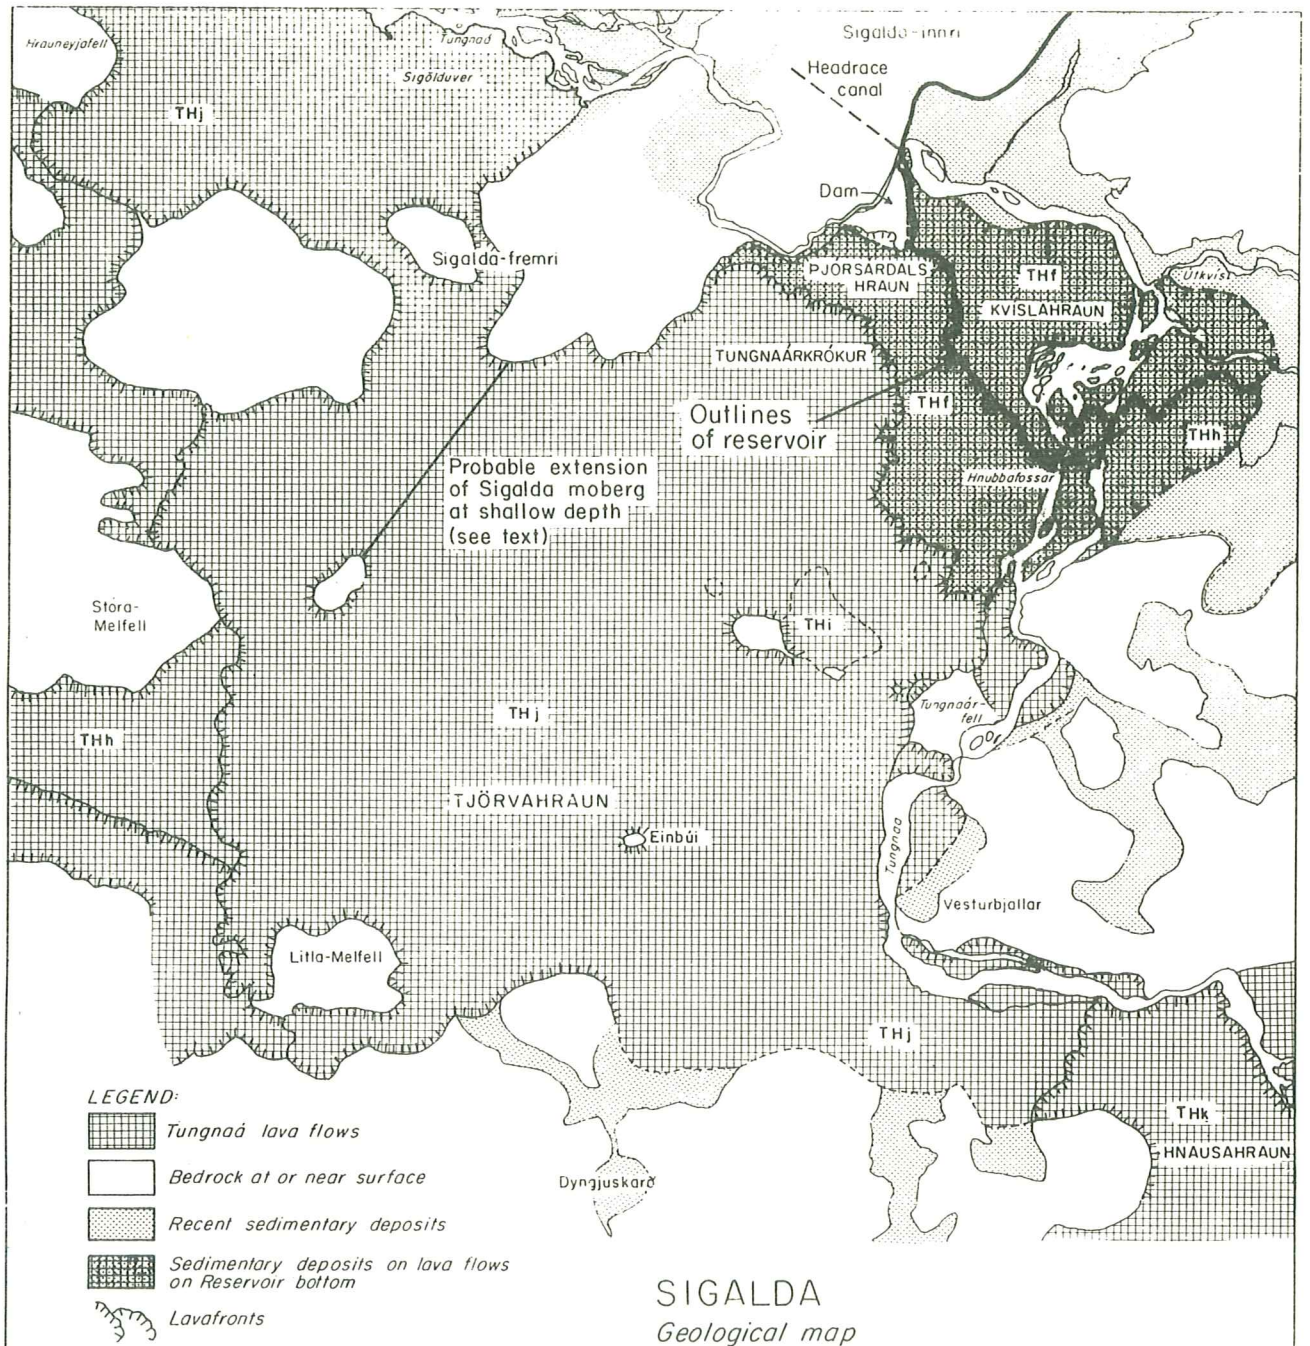 Hrauneyjafell
Tungnaá
Sigölduver
Sigalda-innri
Headrace
canal
THj
Dam
Sigalda-fremri
ÞJÓRSÁRDALS
HRAUN
THf
Útkvísl
KVÍSLAHRAUN
TUNGNAÁRKRÓKUR
THf
Outlines
of reservoir
THh
Probable extension
of Sigalda moberg
at shallow depth
(see text)
Hnubbafossar
Stóra-
Melfell
THi
THj
Tungnaár-
fell
THh
TJÖRVAHRAUN
Einbúi
Tungnaa
Vesturbjallar
Litla-Melfell
THj
THk
HNAUSAHRAUN
Dyngjuskarð
LEGEND:
Tungnaá lava flows
Bedrock at or near surface
Recent sedimentary deposits
Sedimentary deposits on lava flows
on Reservoir bottom
Lavafronts
SIGALDA
Geological map